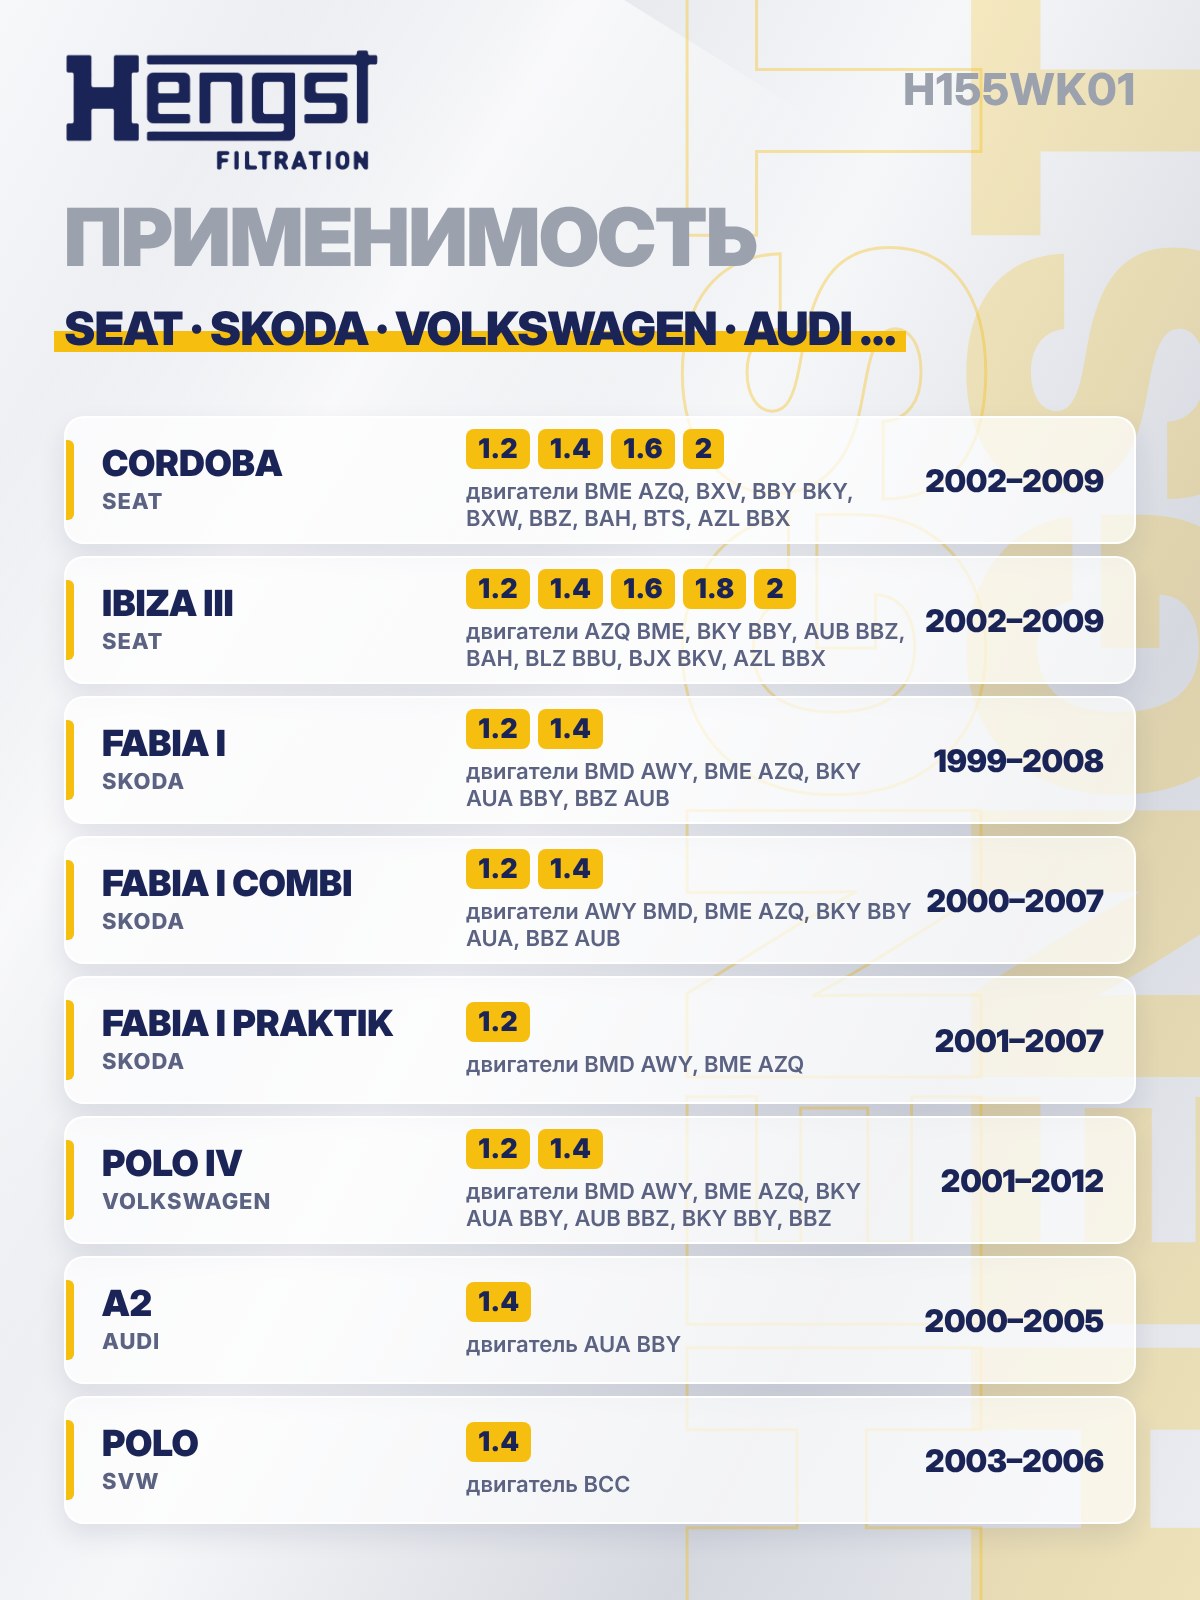 Hengst
FILTRATION
H155WK01
ПРИМЕНИМОСТЬ
SEAT · SKODA · VOLKSWAGEN · AUDI ...
CORDOBA
SEAT
1.2 1.4 1.6 2
двигатели BME AZQ, BXV, BBY BKY,
BXW, BBZ, BAH, BTS, AZL BBX
2002–2009
IBIZA III
SEAT
1.2 1.4 1.6 1.8 2
двигатели AZQ BME, BKY BBY, AUB BBZ,
BAH, BLZ BBU, BJX BKV, AZL BBX
2002–2009
FABIA I
SKODA
1.2 1.4
двигатели BMD AWY, BME AZQ, BKY
AUA BBY, BBZ AUB
1999–2008
FABIA I COMBI
SKODA
1.2 1.4
двигатели AWY BMD, BME AZQ, BKY BBY
AUA, BBZ AUB
2000–2007
FABIA I PRAKTIK
SKODA
1.2
двигатели BMD AWY, BME AZQ
2001–2007
POLO IV
VOLKSWAGEN
1.2 1.4
двигатели BMD AWY, BME AZQ, BKY
AUA BBY, AUB BBZ, BKY BBY, BBZ
2001–2012
A2
AUDI
1.4
двигатель AUA BBY
2000–2005
POLO
SVW
1.4
двигатель BCC
2003–2006
HENGST
HENGST